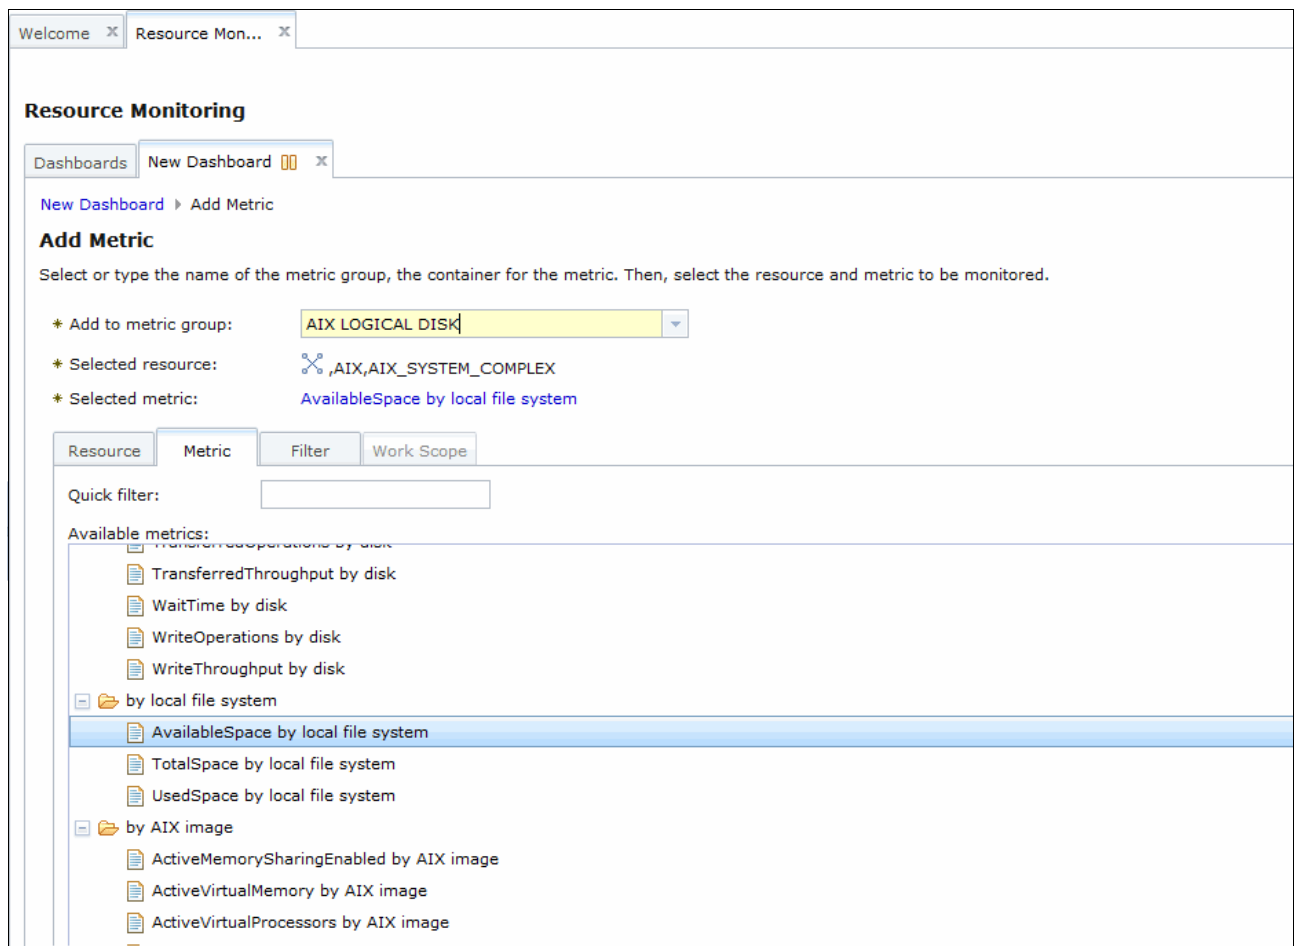 Welcome x Resource Mon... x
Resource Monitoring
Dashboards New Dashboard x
New Dashboard Add Metric
Add Metric
Select or type the name of the metric group, the container for the metric. Then, select the resource and metric to be monitored.
* Add to metric group: AIX LOGICAL DISK
* Selected resource: ,AIX,AIX_SYSTEM_COMPLEX
* Selected metric: AvailableSpace by local file system
Resource Metric Filter Work Scope
Quick filter:
Available metrics:
TransferredOperations by disk
TransferredThroughput by disk
WaitTime by disk
WriteOperations by disk
WriteThroughput by disk
by local file system
AvailableSpace by local file system
TotalSpace by local file system
UsedSpace by local file system
by AIX image
ActiveMemorySharingEnabled by AIX image
ActiveVirtualMemory by AIX image
ActiveVirtualProcessors by AIX image